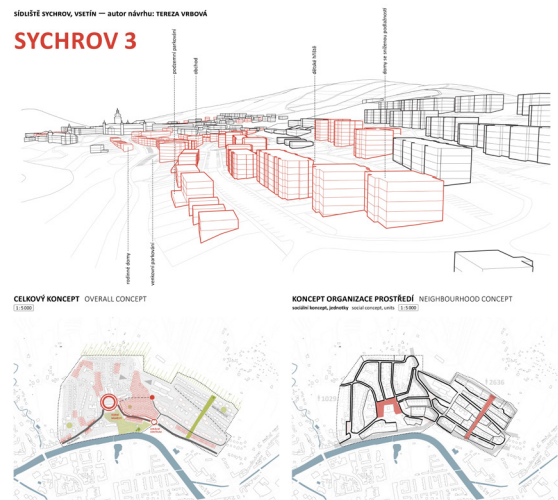 SÍDLIŠTĚ SYCHROV, VSETÍN — autor návrhu: TEREZA VRBOVÁ
SYCHROV 3
podzemní parkování
obchod
dětské hřiště
domy se sníženou podlažností
rodinné domy
venkovní parkování
CELKOVÝ KONCEPT OVERALL CONCEPT
1:5000
KONCEPT ORGANIZACE PROSTŘEDÍ NEIGHBOURHOOD CONCEPT
sociální koncept, jednotky social concept, units 1:5000